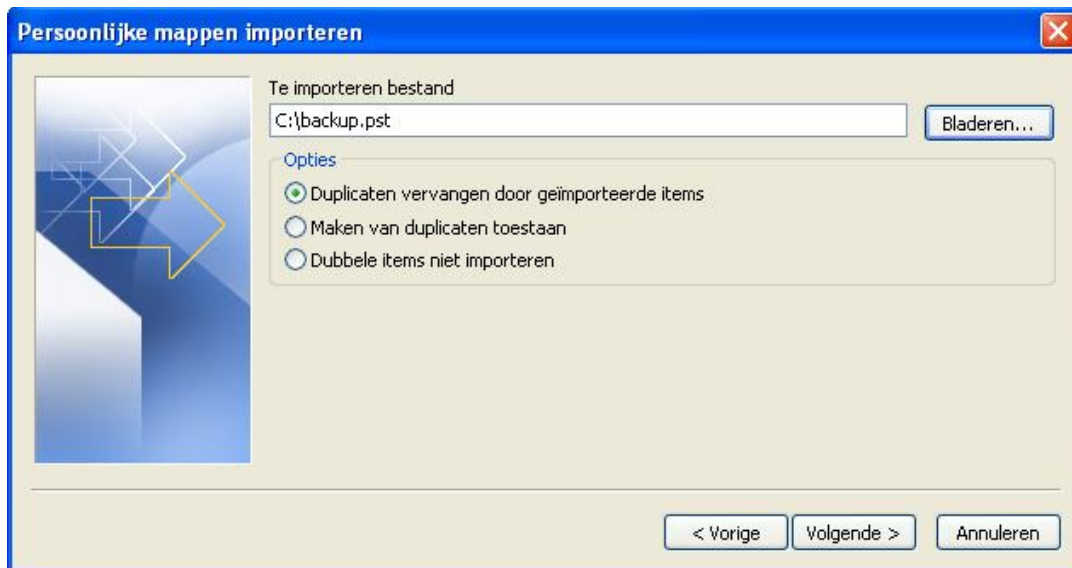 Persoonlijke mappen importeren
Te importeren bestand
C:\backup.pst
Bladeren...
Opties
Duplicaten vervangen door geïmporteerde items
Maken van duplicaten toestaan
Dubbele items niet importeren
< Vorige
Volgende >
Annuleren